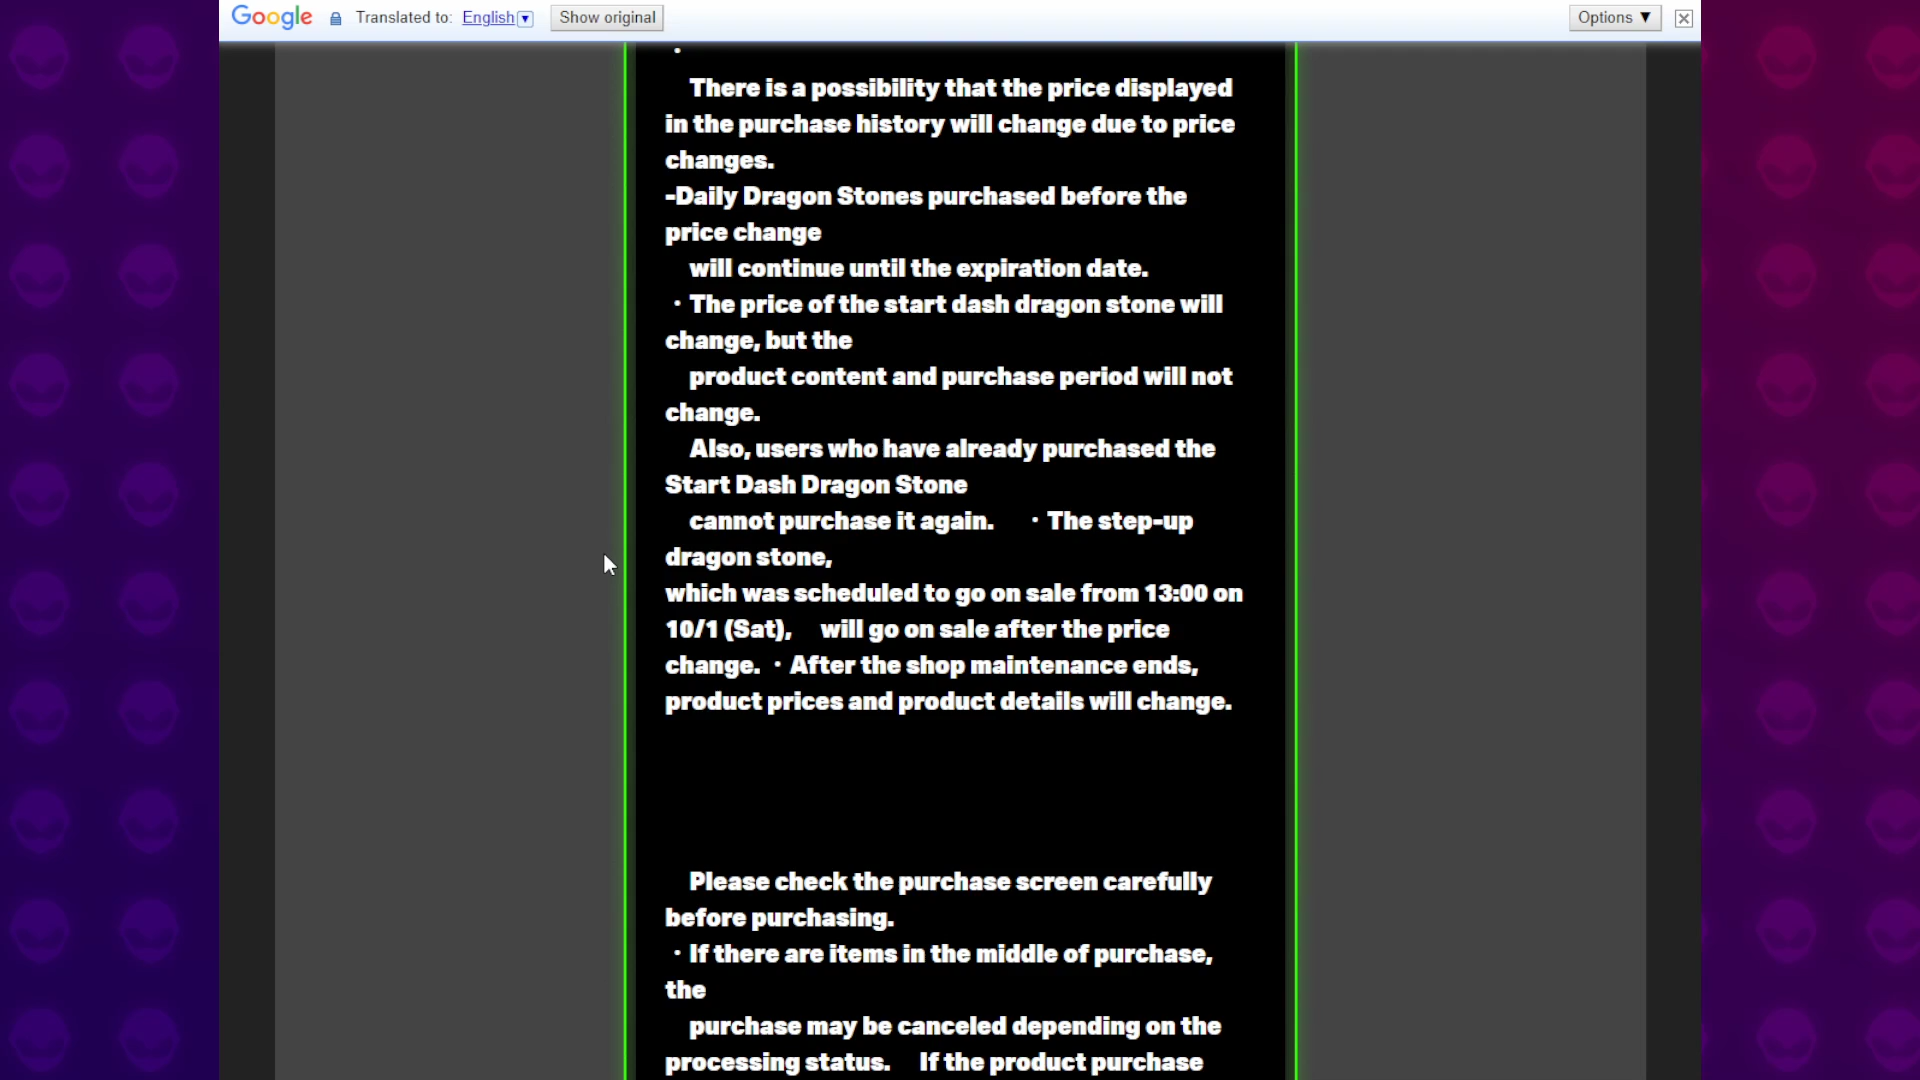 Google Translated to: English ▼ Show original Options ▼
・
There is a possibility that the price displayed
in the purchase history will change due to price
changes.
-Daily Dragon Stones purchased before the
price change
will continue until the expiration date.
・The price of the start dash dragon stone will
change, but the
product content and purchase period will not
change.
Also, users who have already purchased the
Start Dash Dragon Stone
cannot purchase it again. ・The step-up
dragon stone,
which was scheduled to go on sale from 13:00 on
10/1 (Sat), will go on sale after the price
change. ・After the shop maintenance ends,
product prices and product details will change.
Please check the purchase screen carefully
before purchasing.
・If there are items in the middle of purchase,
the
purchase may be canceled depending on the
processing status. If the product purchase